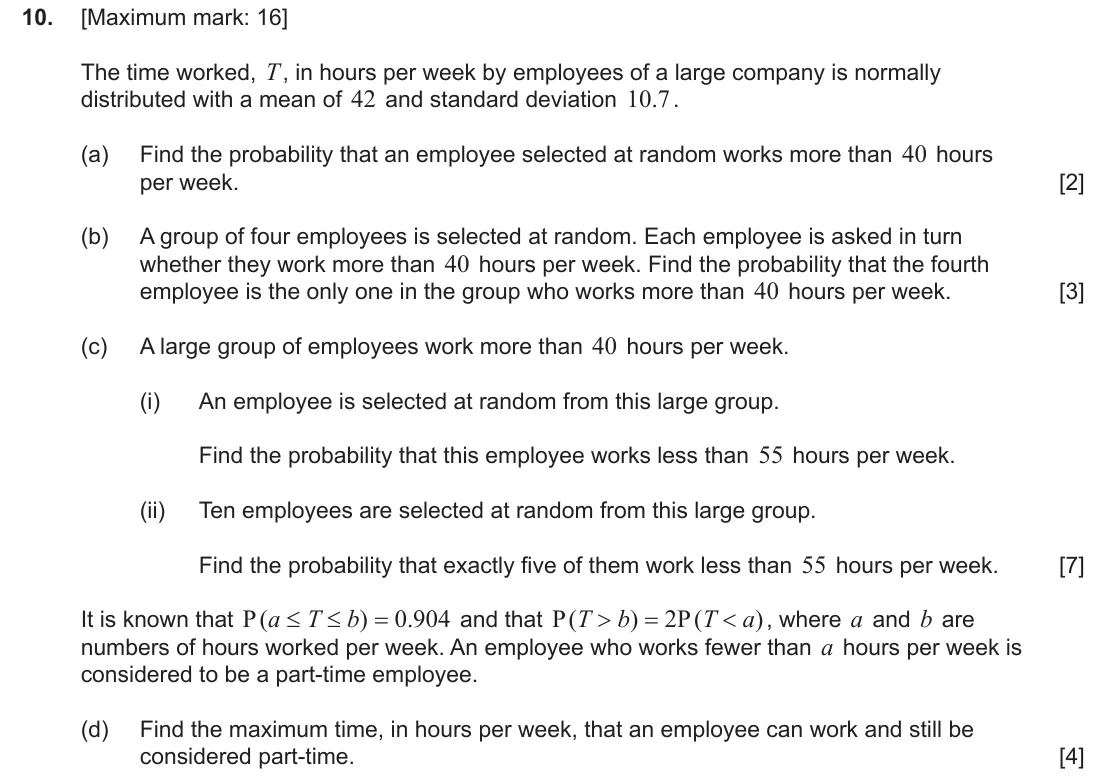 10. [Maximum mark: 16]
The time worked, T, in hours per week by employees of a large company is normally
distributed with a mean of 42 and standard deviation 10.7.
(a) Find the probability that an employee selected at random works more than 40 hours
per week. [2]
(b) A group of four employees is selected at random. Each employee is asked in turn
whether they work more than 40 hours per week. Find the probability that the fourth
employee is the only one in the group who works more than 40 hours per week. [3]
(c) A large group of employees work more than 40 hours per week.
(i) An employee is selected at random from this large group.
Find the probability that this employee works less than 55 hours per week.
(ii) Ten employees are selected at random from this large group.
Find the probability that exactly five of them work less than 55 hours per week. [7]
It is known that P(a ≤ T ≤ b) = 0.904 and that P(T > b) = 2P(T < a), where a and b are
numbers of hours worked per week. An employee who works fewer than a hours per week is
considered to be a part-time employee.
(d) Find the maximum time, in hours per week, that an employee can work and still be
considered part-time. [4]